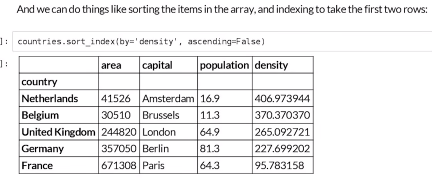 And we can do things like sorting the items in the array, and indexing to take the first two rows:
]: countries.sort_index(by='density', ascending=False)
]:
area capital population density
country
Netherlands 41526 Amsterdam 16.9 406.973944
Belgium 30510 Brussels 11.3 370.370370
United Kingdom 244820 London 64.9 265.092721
Germany 357050 Berlin 81.3 227.699202
France 671308 Paris 64.3 95.783158